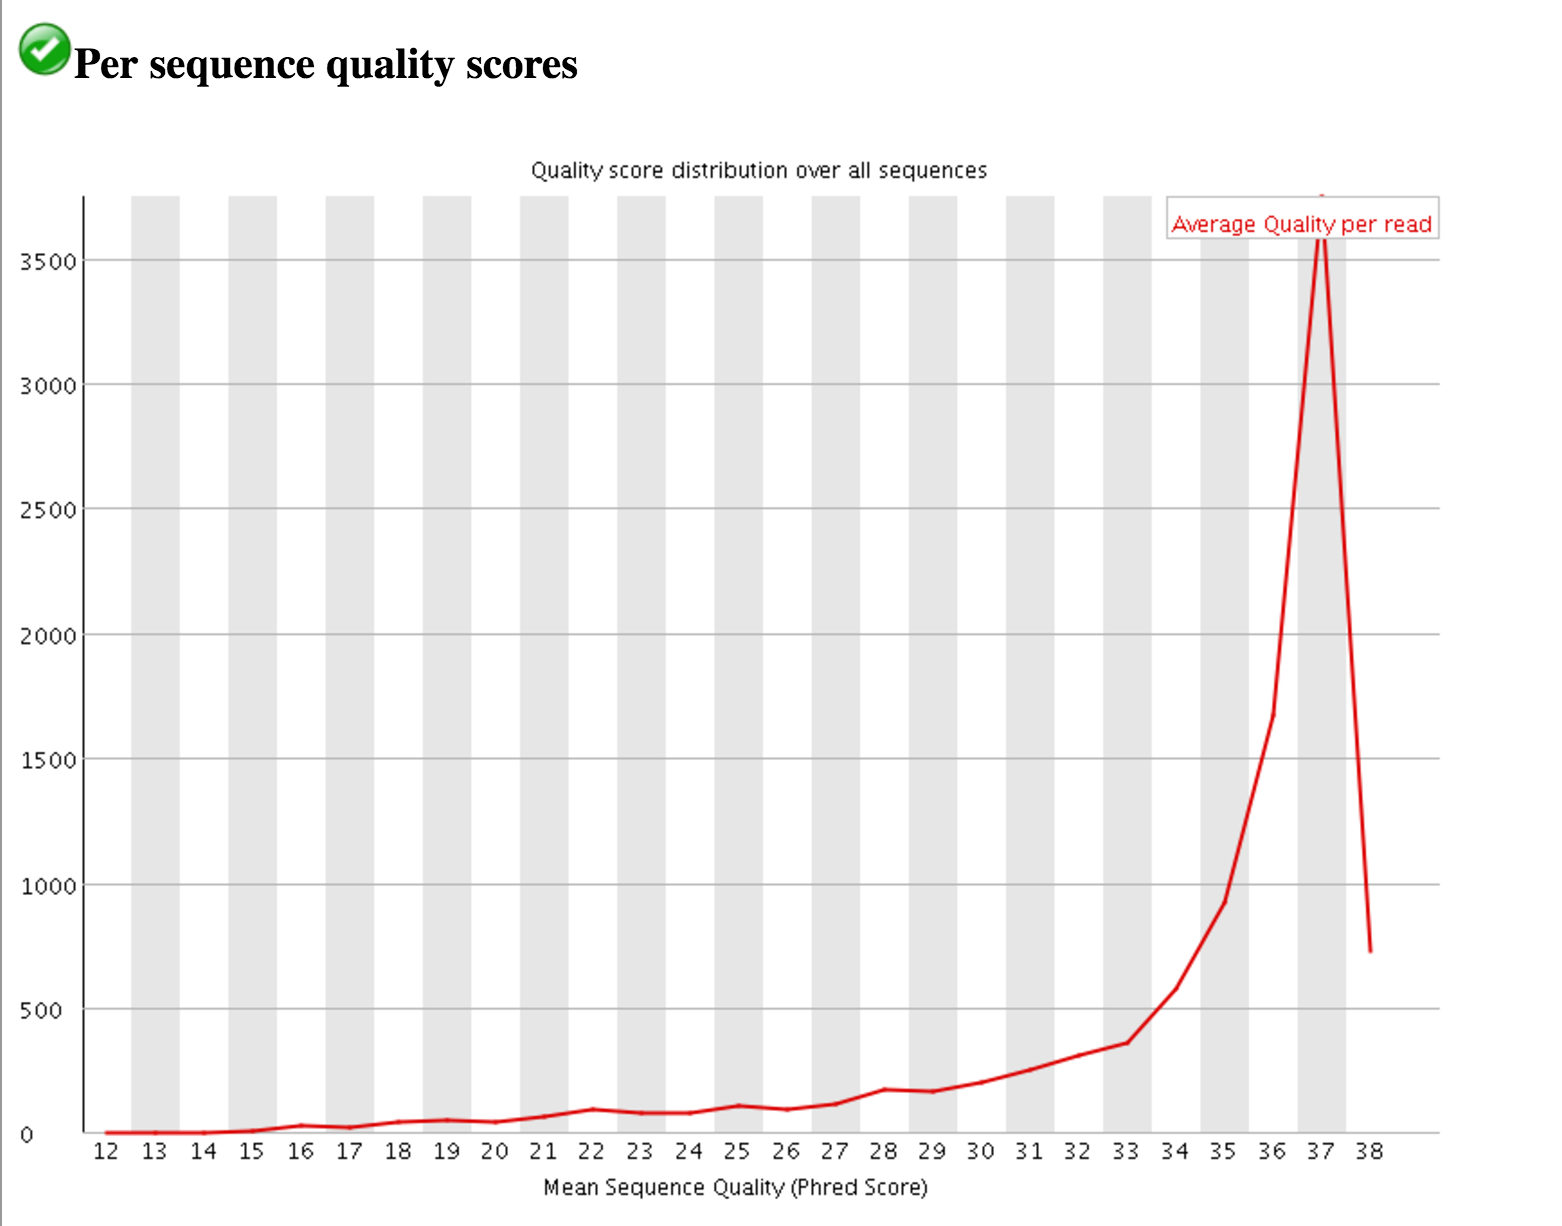 Per sequence quality scores
Quality score distribution over all sequences
Average Quality per read
3500
3000
2500
2000
1500
1000
500
0
12 13 14 15 16 17 18 19 20 21 22 23 24 25 26 27 28 29 30 31 32 33 34 35 36 37 38
Mean Sequence Quality (Phred Score)